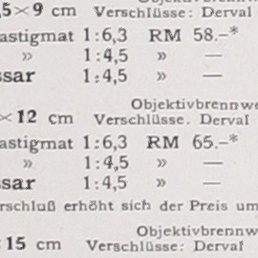 ,5×9 cm Verschlüsse: Derval
astigmat 1:6,3 RM 58.–*
» 1:4,5 » —
ssar 1:4,5 » —
Objektivbrennwe
×12 cm Verschlüsse. Derval
astigmat 1:6,3 RM 65.–*
» 1:4,5 » —
ssar 1:4,5 » —
rschluß erhöht sich der Preis um
Objektivbrennw
×15 cm Verschlüsse: Derval